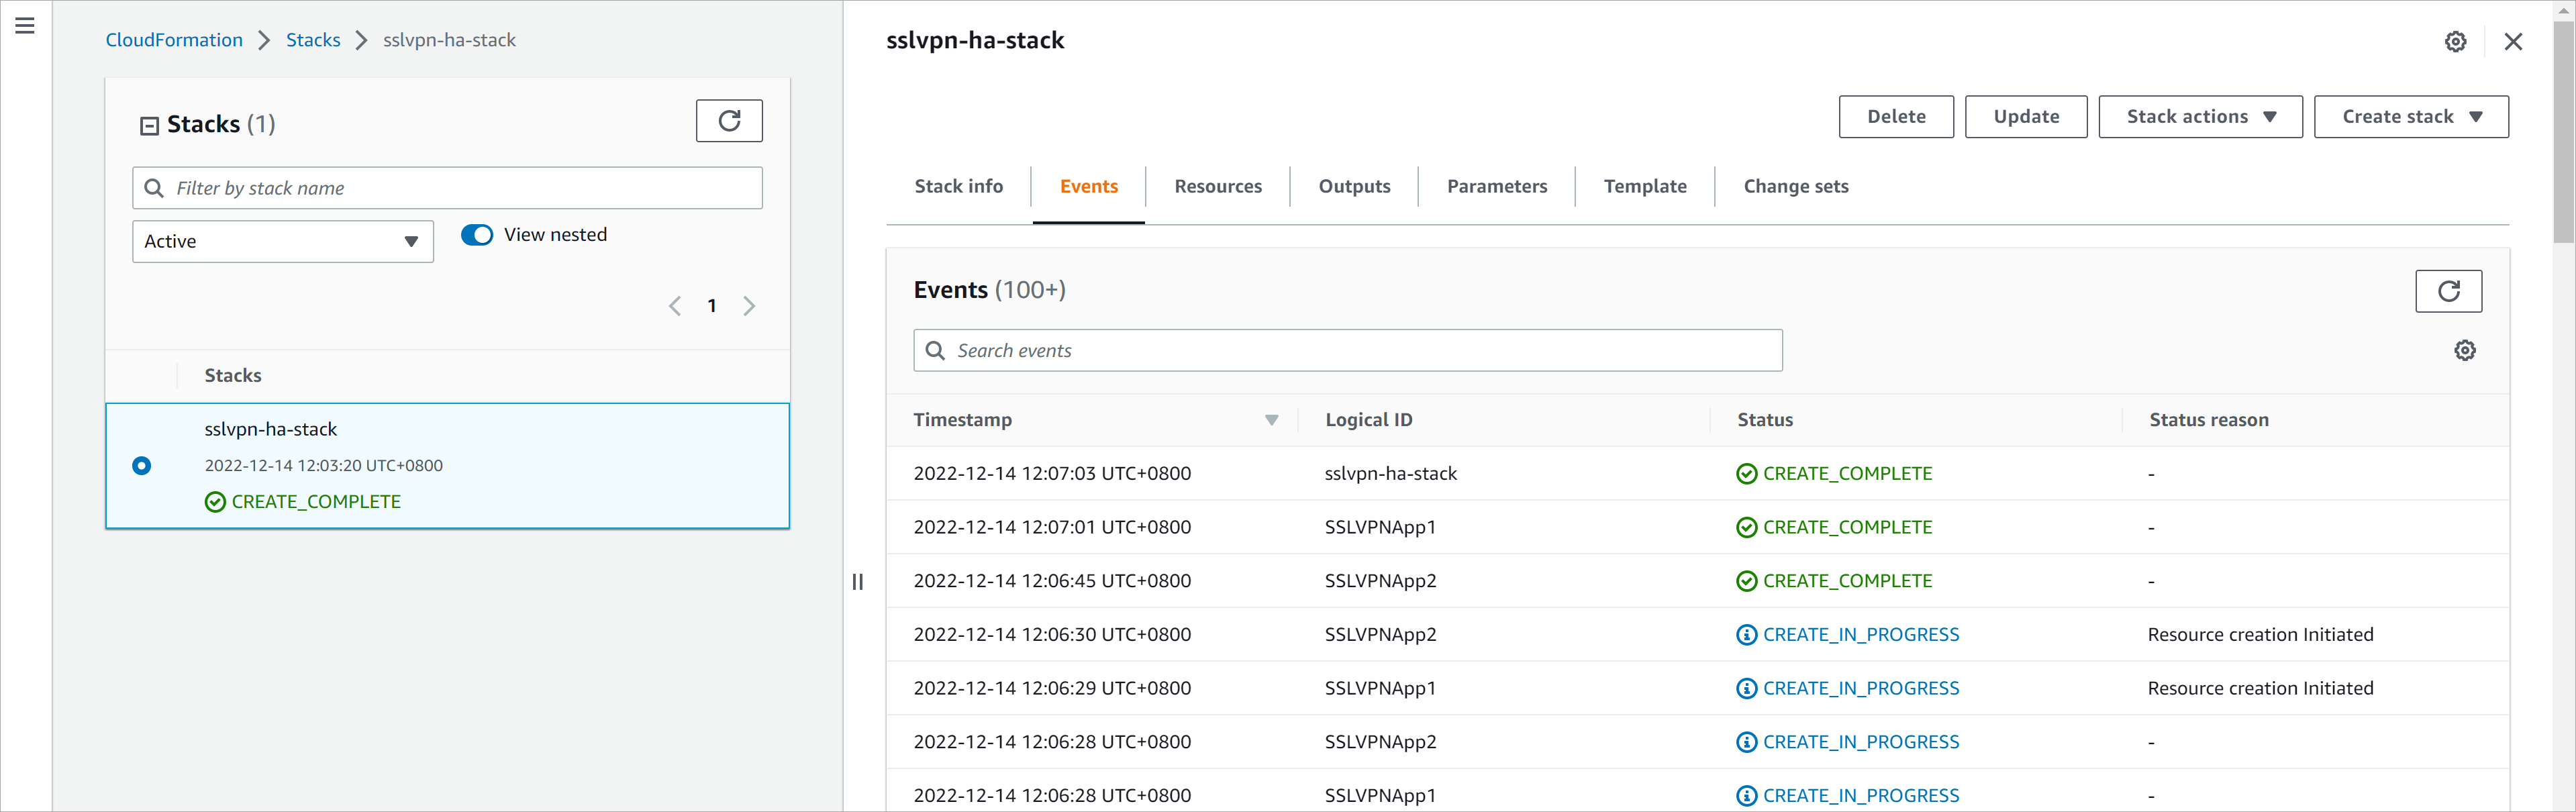 CloudFormation > Stacks > sslvpn-ha-stack
Stacks (1)
Filter by stack name
Active
View nested
1
Stacks
sslvpn-ha-stack
2022-12-14 12:03:20 UTC+0800
CREATE_COMPLETE
sslvpn-ha-stack
Delete Update Stack actions Create stack
Stack info Events Resources Outputs Parameters Template Change sets
Events (100+)
Search events
Timestamp Logical ID Status Status reason
2022-12-14 12:07:03 UTC+0800 sslvpn-ha-stack CREATE_COMPLETE -
2022-12-14 12:07:01 UTC+0800 SSLVPNApp1 CREATE_COMPLETE -
2022-12-14 12:06:45 UTC+0800 SSLVPNApp2 CREATE_COMPLETE -
2022-12-14 12:06:30 UTC+0800 SSLVPNApp2 CREATE_IN_PROGRESS Resource creation Initiated
2022-12-14 12:06:29 UTC+0800 SSLVPNApp1 CREATE_IN_PROGRESS Resource creation Initiated
2022-12-14 12:06:28 UTC+0800 SSLVPNApp2 CREATE_IN_PROGRESS -
2022-12-14 12:06:28 UTC+0800 SSLVPNApp1 CREATE_IN_PROGRESS -